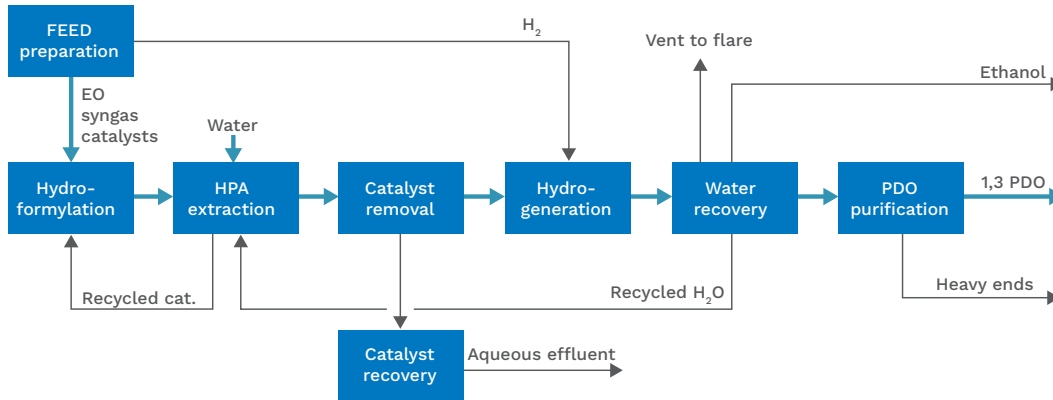 FEED
preparation
H₂
Vent to flare
Ethanol
EO
syngas
catalysts
Water
Hydro-
formylation
HPA
extraction
Catalyst
removal
Hydro-
generation
Water
recovery
PDO
purification
1,3 PDO
Recycled cat.
Recycled H₂O
Heavy ends
Catalyst
recovery
Aqueous effluent